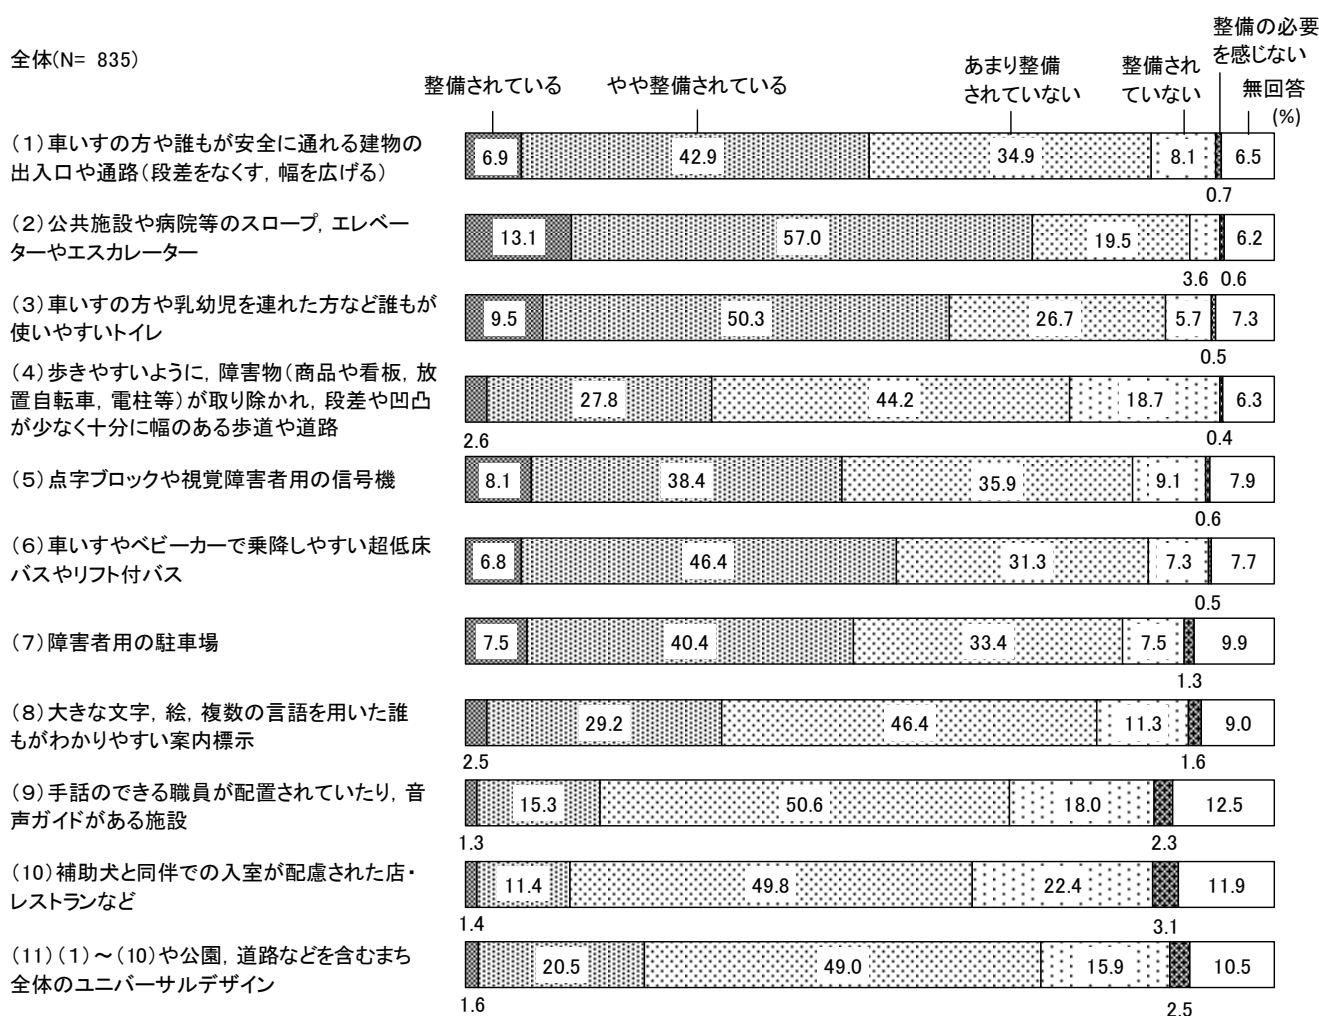 全体(N= 835)
整備されている
やや整備されている
あまり整備
されていない
整備され
ていない
整備の必要
を感じない
無回答
(%)
(1)車いすの方や誰もが安全に通れる建物の
出入口や通路(段差をなくす, 幅を広げる)
6.9 42.9 34.9 8.1 6.5
0.7
(2)公共施設や病院等のスロープ, エレベー
ターやエスカレーター
13.1 57.0 19.5 6.2
3.6 0.6
(3)車いすの方や乳幼児を連れた方など誰もが
使いやすいトイレ
9.5 50.3 26.7 5.7 7.3
0.5
(4)歩きやすいように, 障害物(商品や看板, 放
置自転車, 電柱等)が取り除かれ, 段差や凹凸
が少なく十分に幅のある歩道や道路
27.8 44.2 18.7 6.3
2.6 0.4
(5)点字ブロックや視覚障害者用の信号機
8.1 38.4 35.9 9.1 7.9
0.6
(6)車いすやベビーカーで乗降しやすい超低床
バスやリフト付バス
6.8 46.4 31.3 7.3 7.7
0.5
(7)障害者用の駐車場
7.5 40.4 33.4 7.5 9.9
1.3
(8)大きな文字, 絵, 複数の言語を用いた誰
もがわかりやすい案内標示
29.2 46.4 11.3 9.0
2.5 1.6
(9)手話のできる職員が配置されていたり, 音
声ガイドがある施設
15.3 50.6 18.0 12.5
1.3 2.3
(10)補助犬と同伴での入室が配慮された店・
レストランなど
11.4 49.8 22.4 11.9
1.4 3.1
(11)(1)~(10)や公園, 道路などを含むまち
全体のユニバーサルデザイン
20.5 49.0 15.9 10.5
1.6 2.5